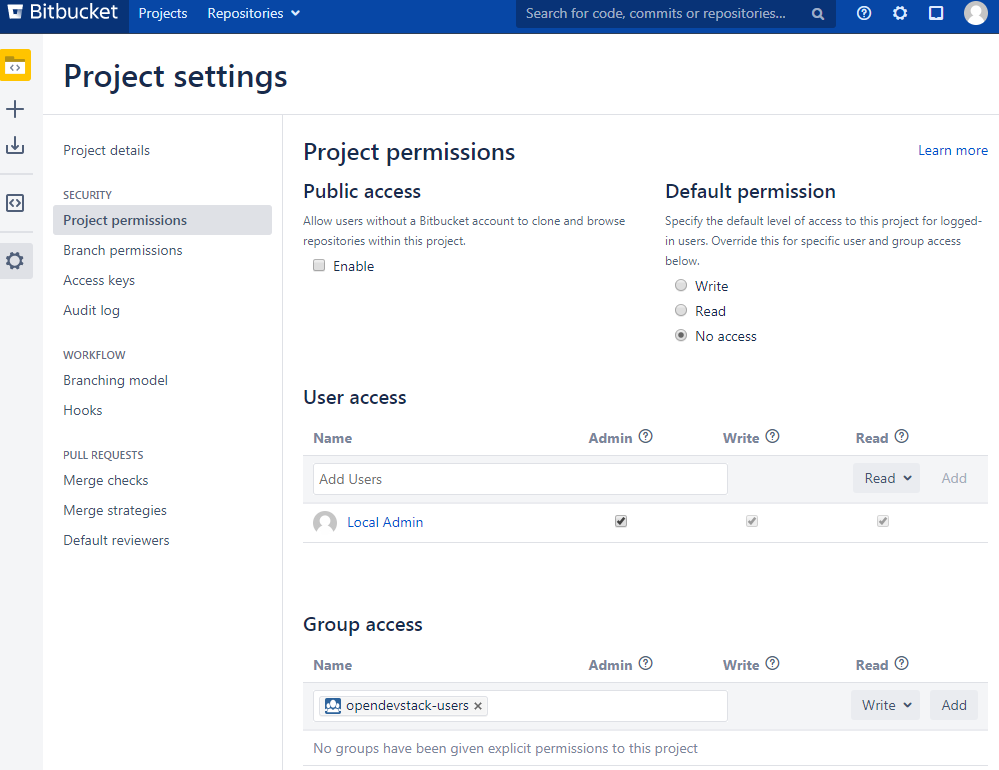 Bitbucket Projects Repositories Search for code, commits or repositories...
Project settings
Project details
SECURITY
Project permissions
Branch permissions
Access keys
Audit log
WORKFLOW
Branching model
Hooks
PULL REQUESTS
Merge checks
Merge strategies
Default reviewers
Project permissions Learn more
Public access
Allow users without a Bitbucket account to clone and browse
repositories within this project.
Enable
Default permission
Specify the default level of access to this project for logged-
in users. Override this for specific user and group access
below.
Write
Read
No access
User access
Name Admin Write Read
Add Users Read Add
Local Admin
Group access
Name Admin Write Read
opendevstack-users Write Add
No groups have been given explicit permissions to this project